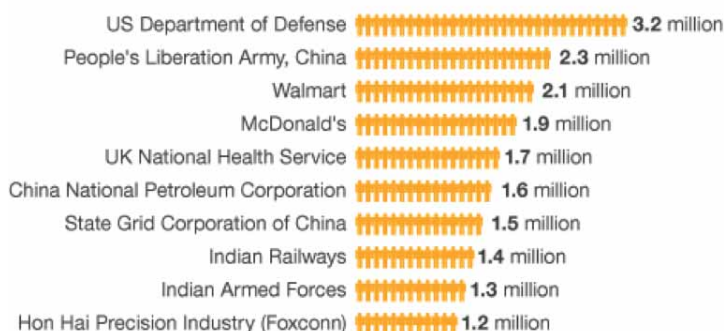 US Department of Defense 3.2 million
People's Liberation Army, China 2.3 million
Walmart 2.1 million
McDonald's 1.9 million
UK National Health Service 1.7 million
China National Petroleum Corporation 1.6 million
State Grid Corporation of China 1.5 million
Indian Railways 1.4 million
Indian Armed Forces 1.3 million
Hon Hai Precision Industry (Foxconn) 1.2 million